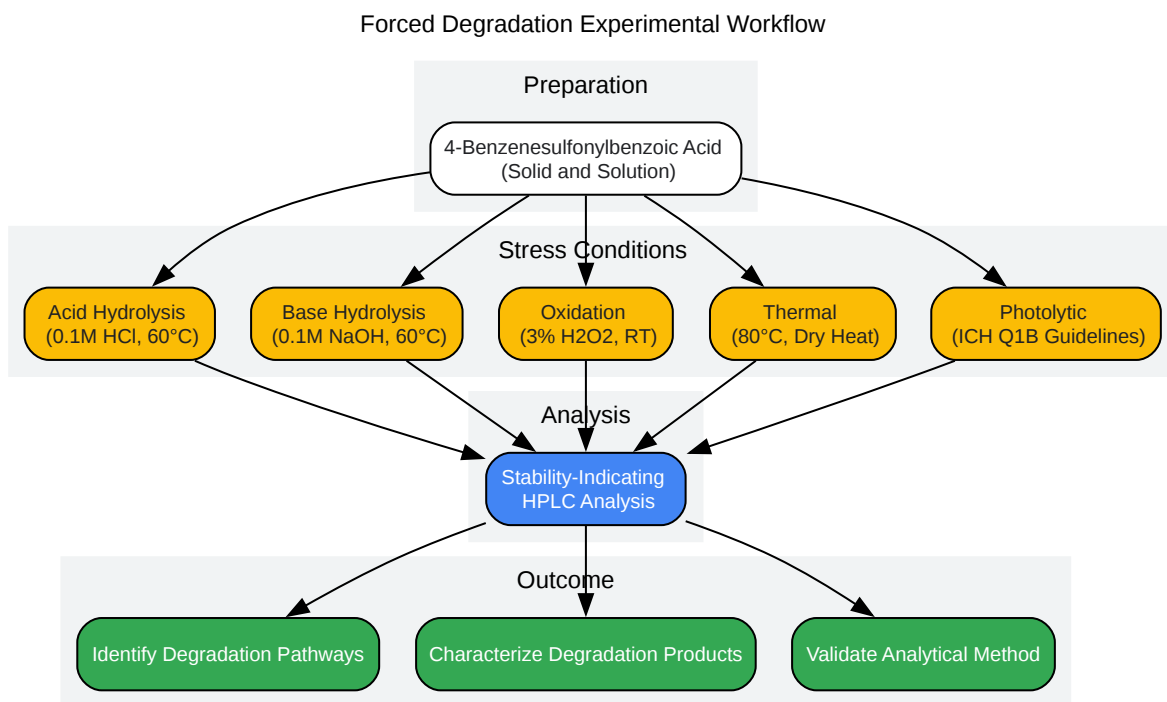 Forced Degradation Experimental Workflow
Preparation
4-Benzenesulfonylbenzoic Acid
(Solid and Solution)
Stress Conditions
Acid Hydrolysis
(0.1M HCl, 60°C)
Base Hydrolysis
(0.1M NaOH, 60°C)
Oxidation
(3% H2O2, RT)
Thermal
(80°C, Dry Heat)
Photolytic
(ICH Q1B Guidelines)
Analysis
Stability-Indicating
HPLC Analysis
Outcome
Identify Degradation Pathways
Characterize Degradation Products
Validate Analytical Method